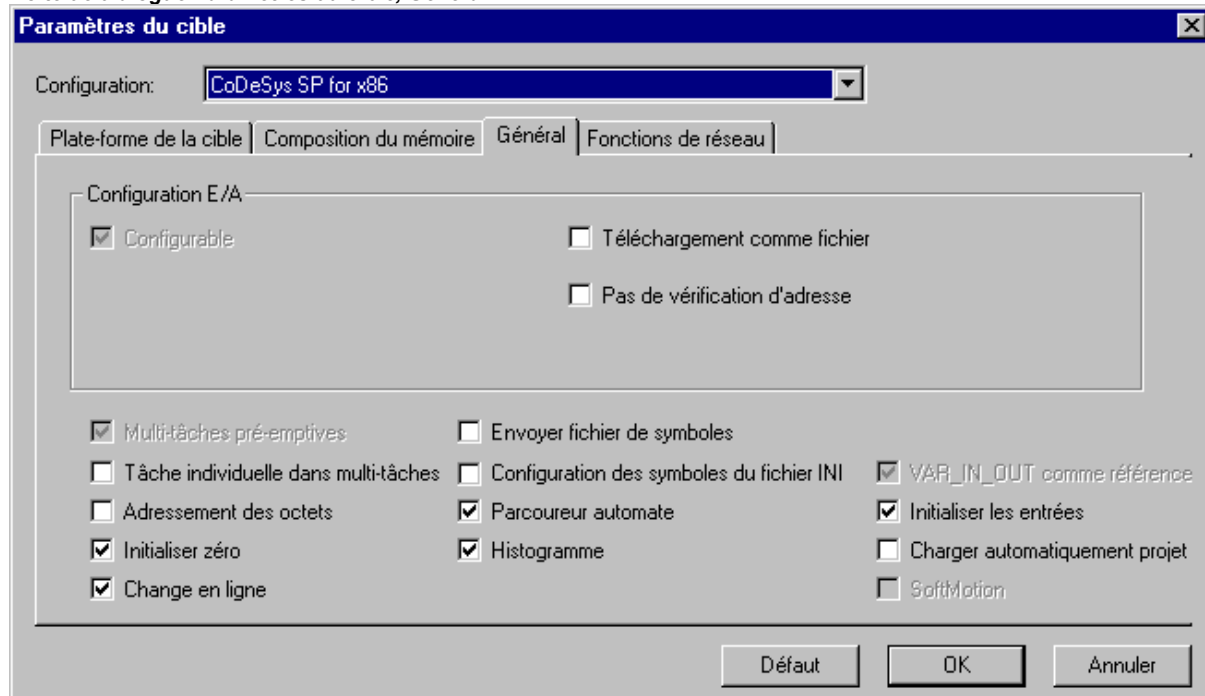 Paramètres du cible
Configuration: CoDeSys SP for x86
Plate-forme de la cible Composition du mémoire Général Fonctions de réseau
Configuration E/A
Configurable Téléchargement comme fichier
Pas de vérification d'adresse
Multi-tâches pré-emptives Envoyer fichier de symboles
Tâche individuelle dans multi-tâches Configuration des symboles du fichier INI VAR_IN_OUT comme référence
Adressement des octets Parcoureur automate Initialiser les entrées
Initialiser zéro Histogramme Charger automatiquement projet
Change en ligne SoftMotion
Défaut OK Annuler